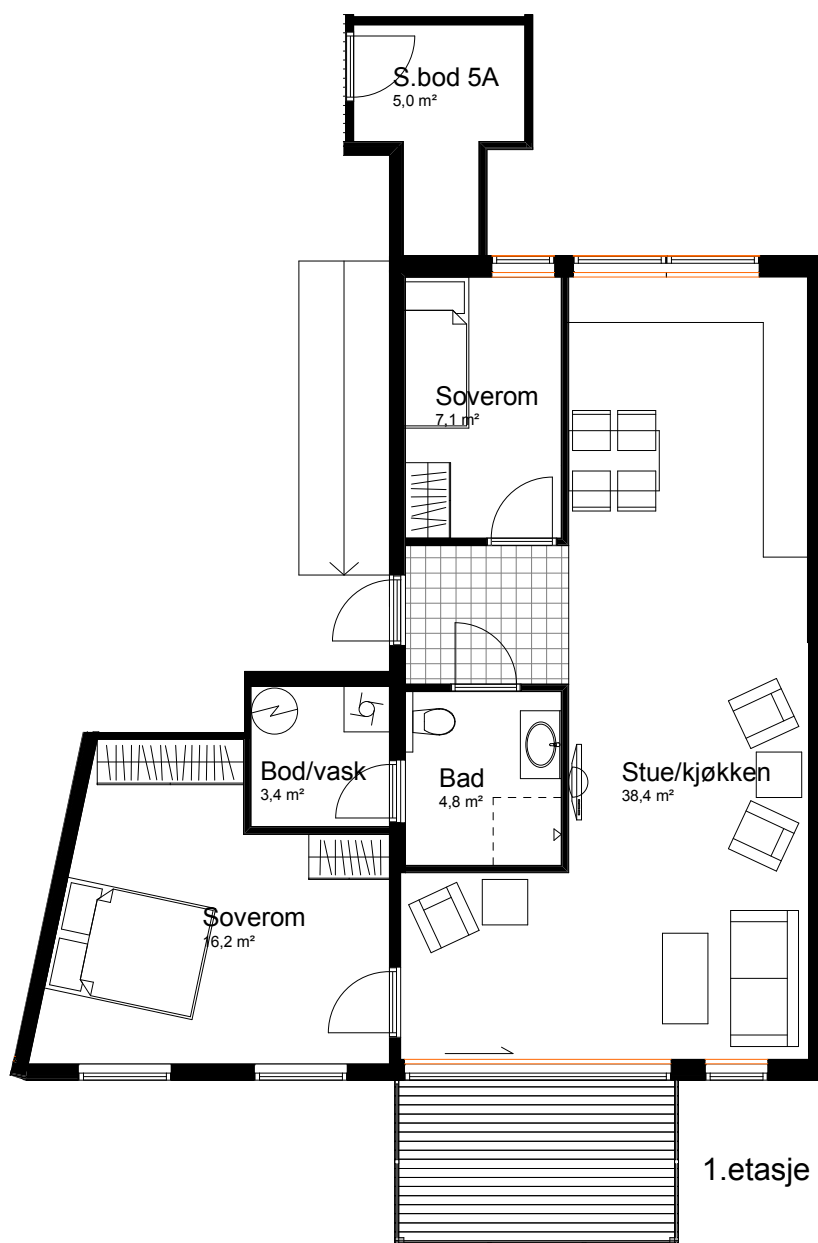 S.bod 5A
5,0 m²
Soverom
7,1 m²
Bod/vask
3,4 m²
Bad
4,8 m²
Stue/kjøkken
38,4 m²
Soverom
16,2 m²
1.etasje